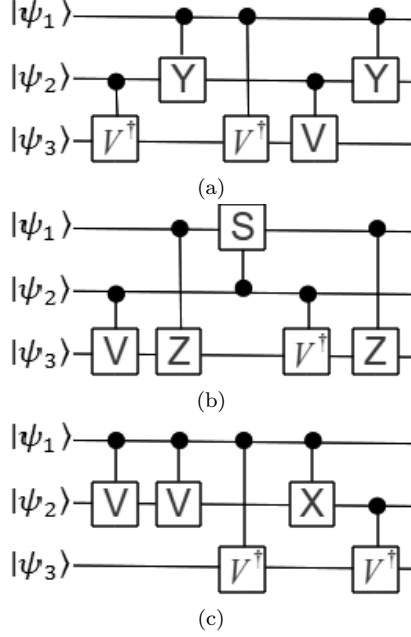 |ψ₁⟩ Y
|ψ₂⟩ Y
|ψ₃⟩ V† V† V
(a)
|ψ₁⟩ S
|ψ₂⟩
|ψ₃⟩ V Z V† Z
(b)
|ψ₁⟩
|ψ₂⟩ V V X
|ψ₃⟩ V† V†
(c)